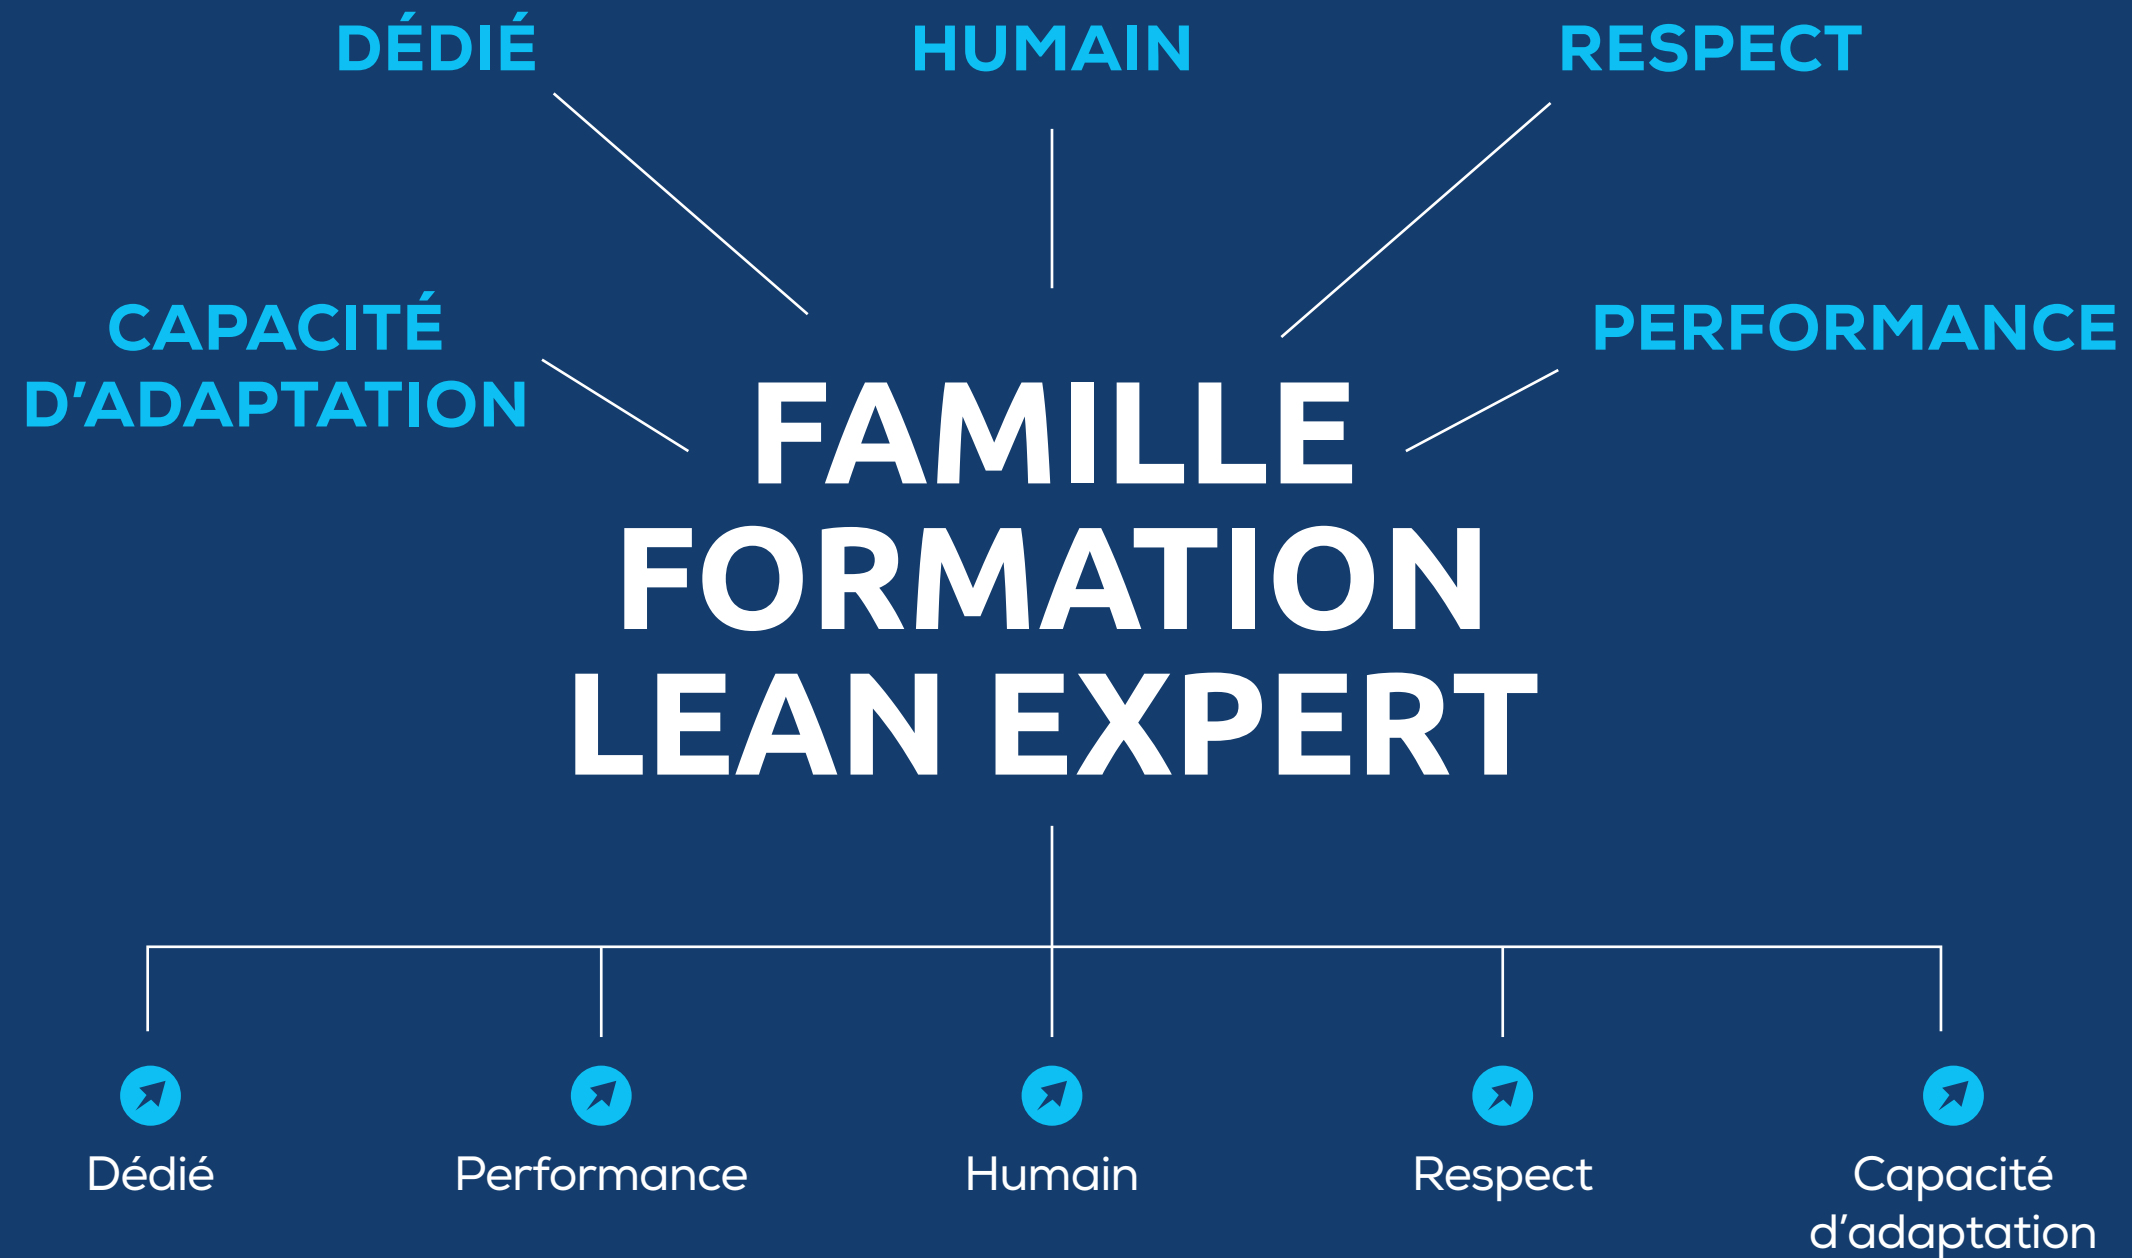 DÉDIÉ
HUMAIN
RESPECT
CAPACITÉ
D’ADAPTATION
PERFORMANCE
FAMILLE
FORMATION
LEAN EXPERT
Dédié
Performance
Humain
Respect
Capacité
d’adaptation